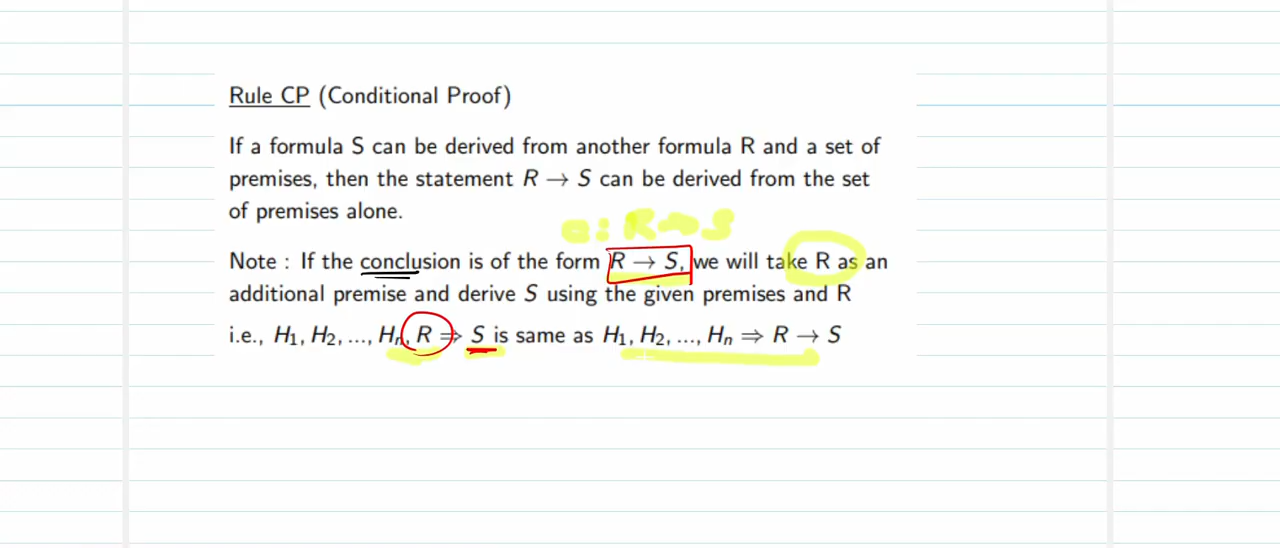 Rule CP (Conditional Proof)
If a formula S can be derived from another formula R and a set of
premises, then the statement R → S can be derived from the set
of premises alone.
a: R→S
Note : If the conclusion is of the form R → S, we will take R as an
additional premise and derive S using the given premises and R
i.e., H₁, H₂, ..., Hₙ, R ⇒ S is same as H₁, H₂, ..., Hₙ ⇒ R → S